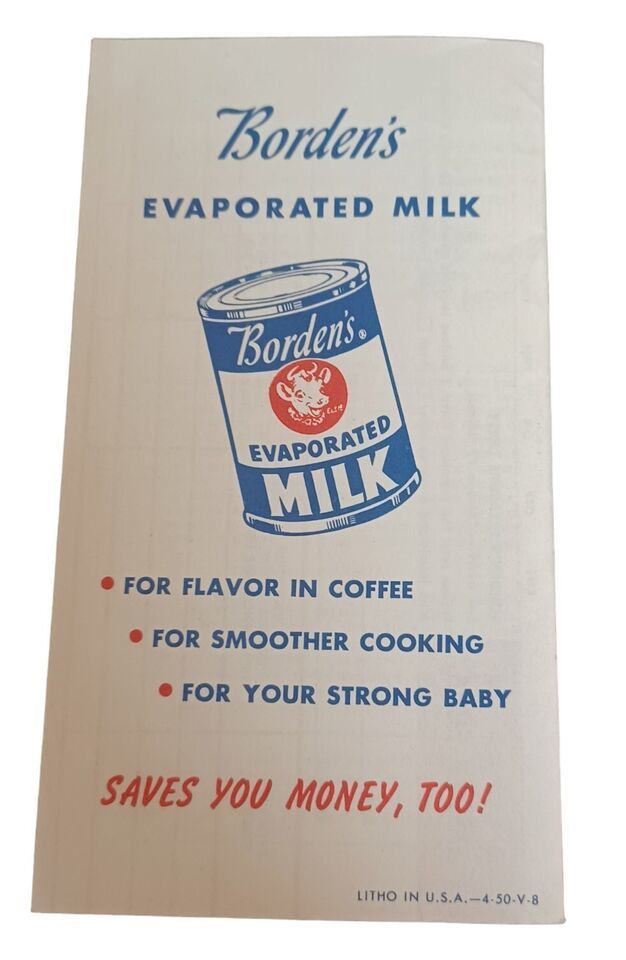 Borden's
EVAPORATED MILK
Borden's®
EVAPORATED
MILK
• FOR FLAVOR IN COFFEE
• FOR SMOOTHER COOKING
• FOR YOUR STRONG BABY
SAVES YOU MONEY, TOO!
LITHO IN U.S.A.—4-50-V-8